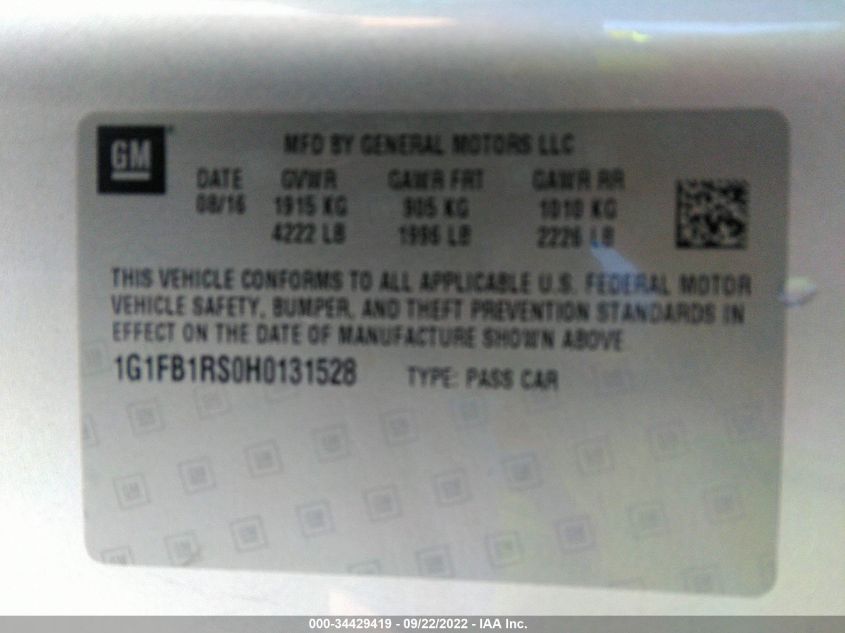 GM
MFD BY GENERAL MOTORS LLC
DATE GVWR GAWR FRT GAWR RR
08/16 1915 KG 905 KG 1010 KG
4222 LB 1995 LB 2226 LB
THIS VEHICLE CONFORMS TO ALL APPLICABLE U.S. FEDERAL MOTOR
VEHICLE SAFETY, BUMPER, AND THEFT PREVENTION STANDARDS IN
EFFECT ON THE DATE OF MANUFACTURE SHOWN ABOVE
1G1FB1RS0H0131528 TYPE: PASS CAR
000-34429419 - 09/22/2022 - IAA Inc.